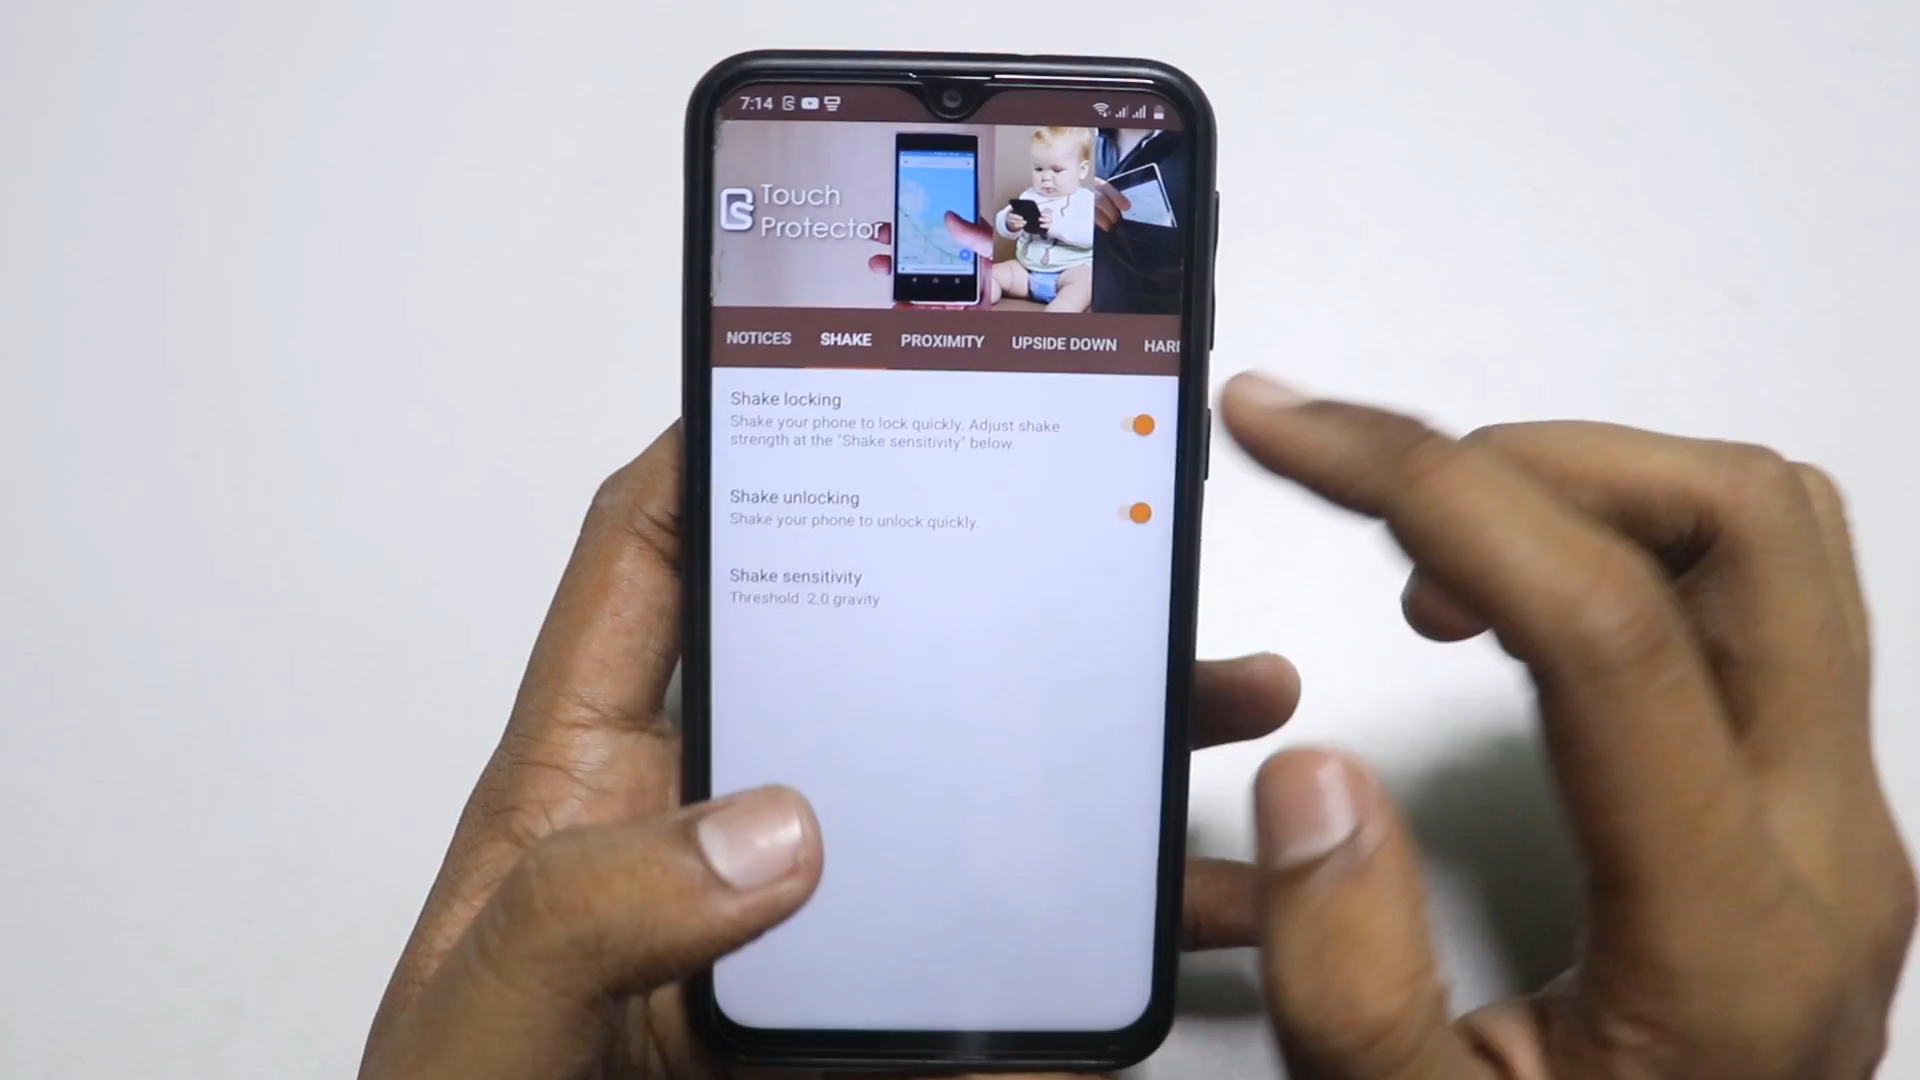 7:14
Touch
Protector
NOTICES SHAKE PROXIMITY UPSIDE DOWN HAR
Shake locking
Shake your phone to lock quickly. Adjust shake
strength at the "Shake sensitivity" below.
Shake unlocking
Shake your phone to unlock quickly.
Shake sensitivity
Threshold: 2.0 gravity